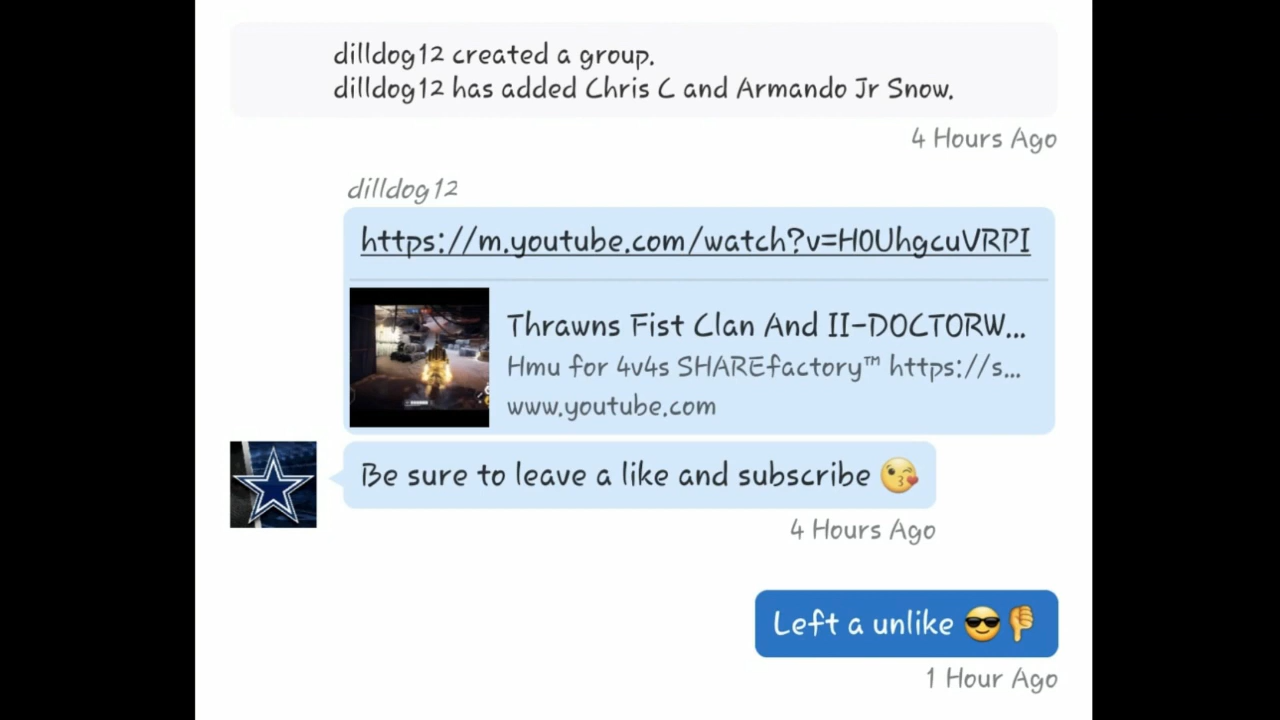 dilldog12 created a group.
dilldog12 has added Chris C and Armando Jr Snow.
4 Hours Ago
dilldog12
https://m.youtube.com/watch?v=H0UhgcuVRPI
Thrawns Fist Clan And II-DOCTORW...
Hmu for 4v4s SHAREfactory™ https://s...
www.youtube.com
Be sure to leave a like and subscribe 😘
4 Hours Ago
Left a unlike 😎👎
1 Hour Ago